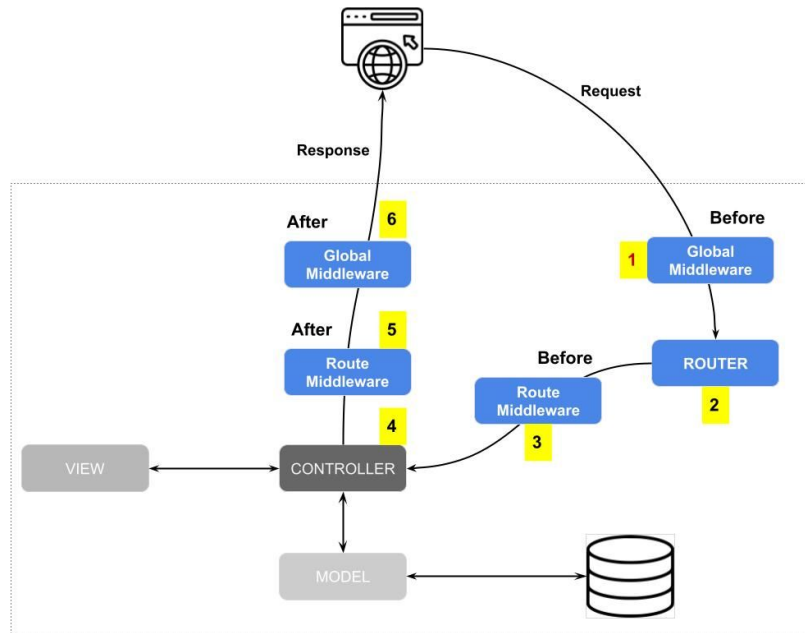 Request
Response
After
6
Before
Global
Middleware
1
Global
Middleware
After
5
Route
Middleware
Before
ROUTER
2
Route
Middleware
3
4
VIEW
CONTROLLER
MODEL